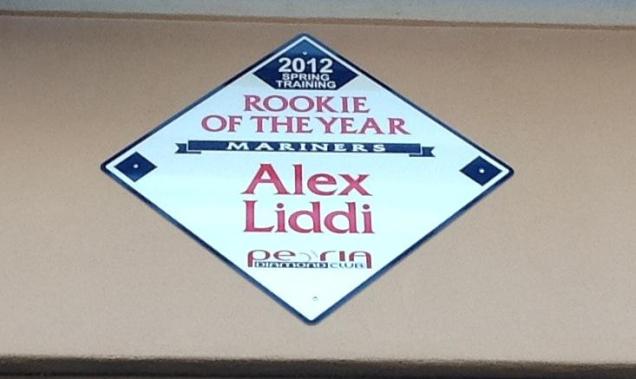 2012
SPRING
TRAINING
ROOKIE
OF THE YEAR
MARINERS
Alex
Liddi
PEORIA
DIAMOND CLUB